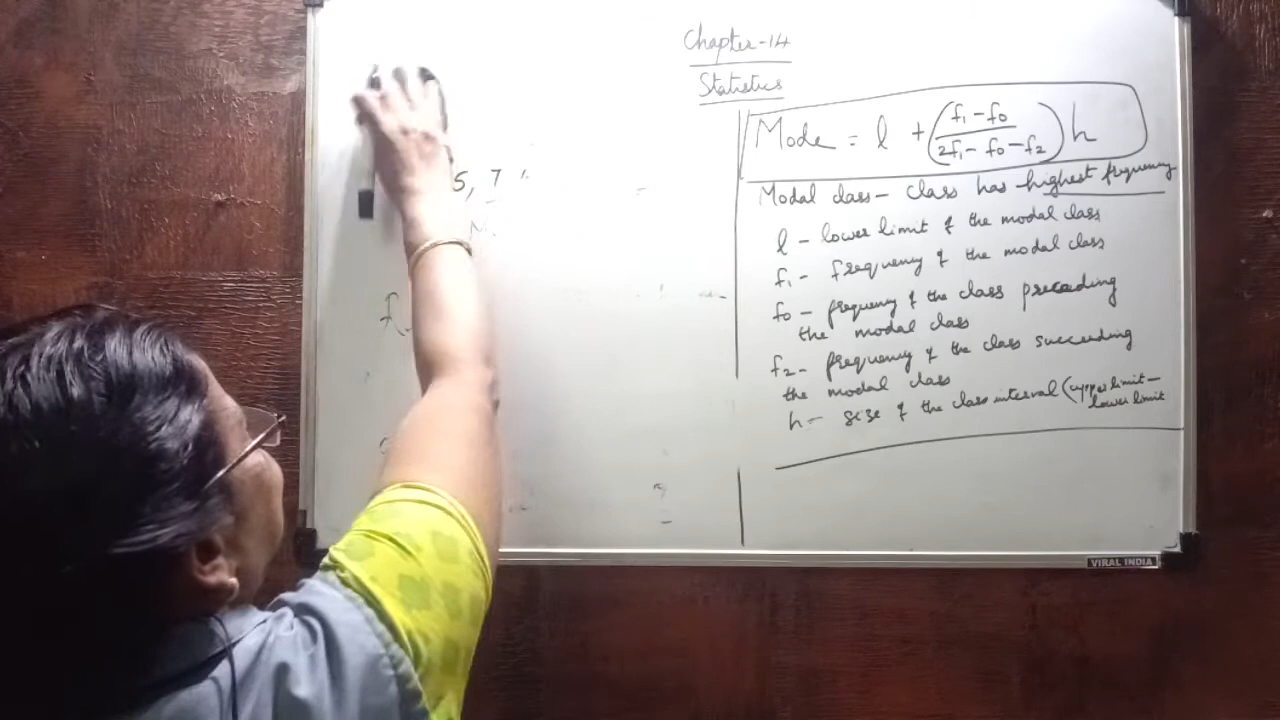 Chapter-14
Statistics
5, 7
Mode = l + (f₁ - f₀ / 2f₁ - f₀ - f₂) h
Modal class - class has highest frequency
l - lower limit of the modal class
f₁ - frequency of the modal class
f₀ - frequency of the class preceeding
the modal class
f₂ - frequency of the class succeeding
the modal class
h - size of the class interval (upper limit -
lower limit
VIRAL INDIA